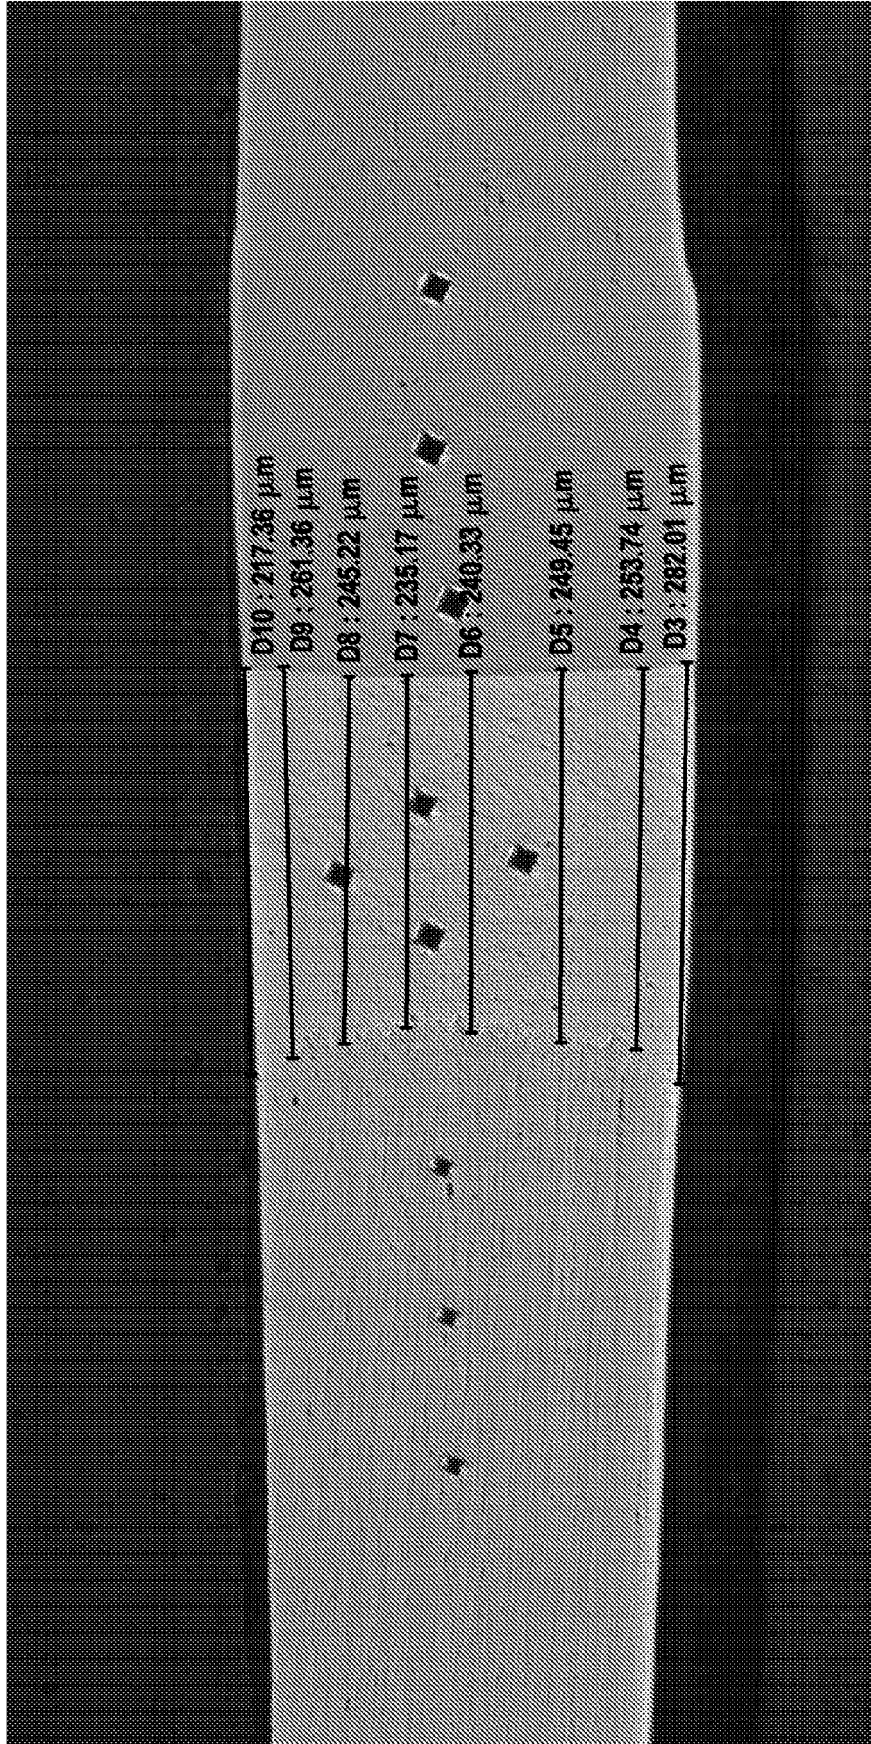 D10 : 217.36 µm
D9 : 261.36 µm
D8 : 245.22 µm
D7 : 235.17 µm
D6 : 240.33 µm
D5 : 249.45 µm
D4 : 253.74 µm
D3 : 282.01 µm